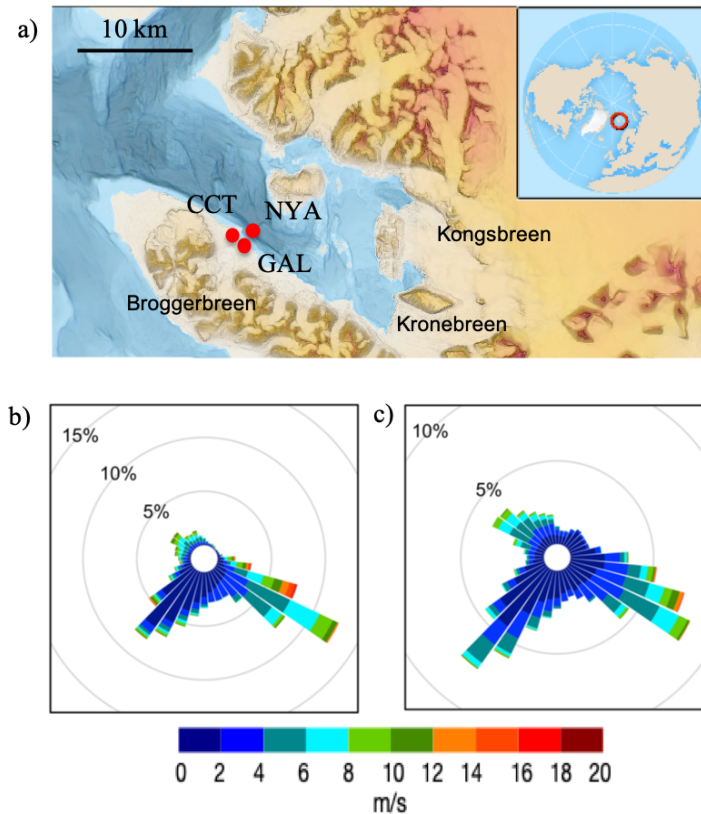 a)
10 km
CCT
NYA
GAL
Kongsbreen
Broggerbreen
Kronebreen
b)
15%
10%
5%
c)
10%
5%
0 2 4 6 8 10 12 14 16 18 20
m/s